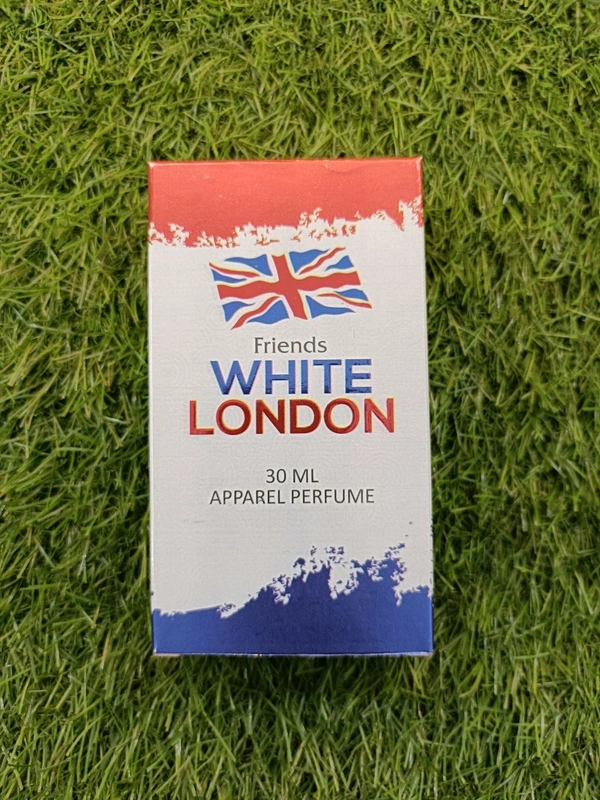 Friends
WHITE
LONDON
30 ML
APPAREL PERFUME